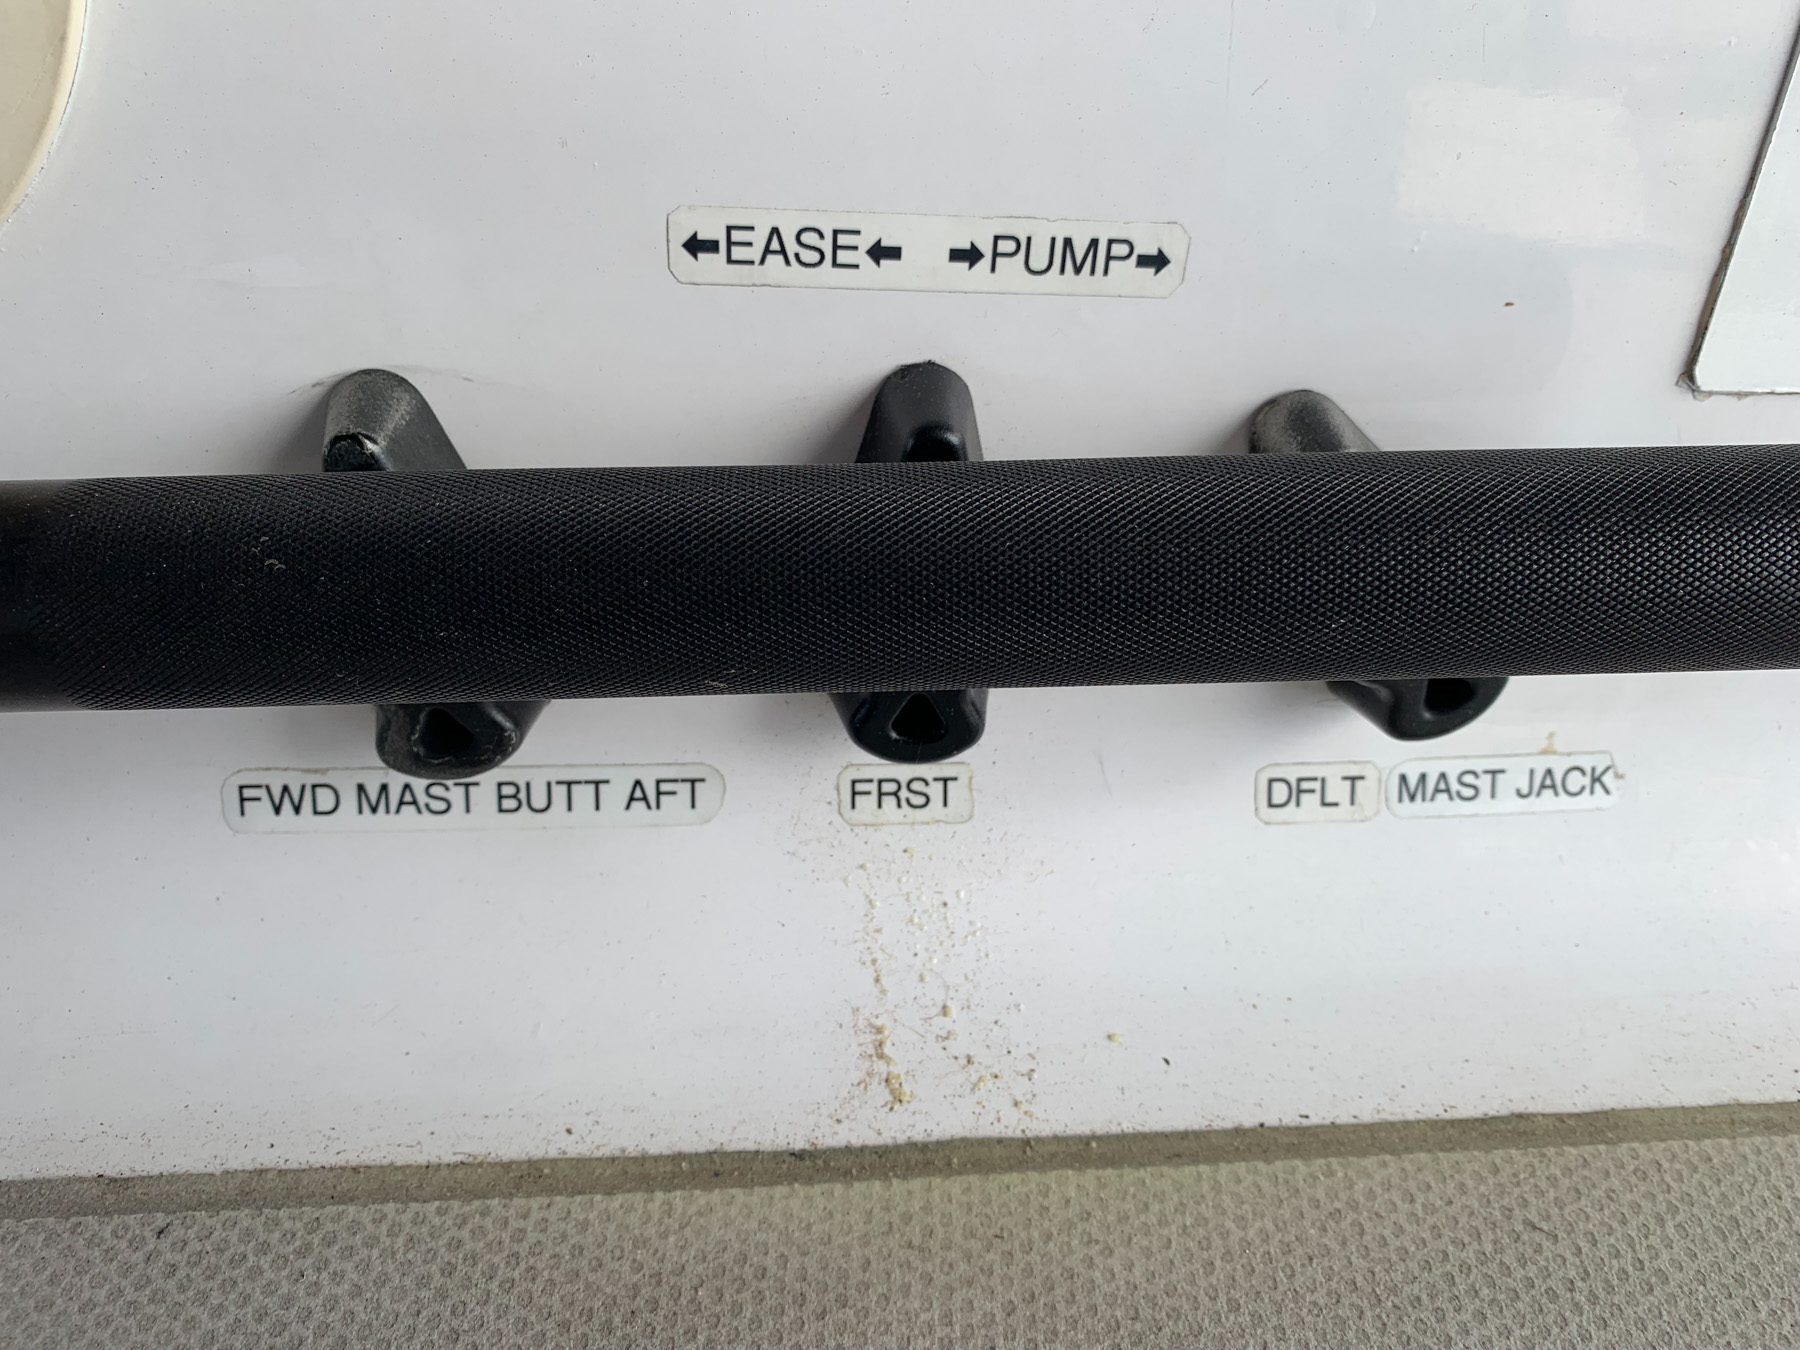 ←EASE← →PUMP→
FWD MAST BUTT AFT FRST DFLT MAST JACK